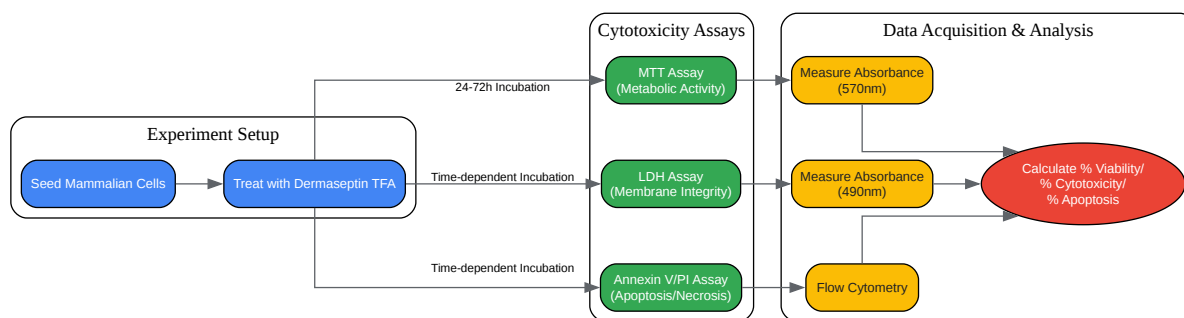 Experiment Setup
Seed Mammalian Cells
Treat with Dermaseptin TFA
24-72h Incubation
Time-dependent Incubation
Time-dependent Incubation
Cytotoxicity Assays
MTT Assay
(Metabolic Activity)
LDH Assay
(Membrane Integrity)
Annexin V/PI Assay
(Apoptosis/Necrosis)
Data Acquisition & Analysis
Measure Absorbance
(570nm)
Measure Absorbance
(490nm)
Flow Cytometry
Calculate % Viability/
% Cytotoxicity/
% Apoptosis